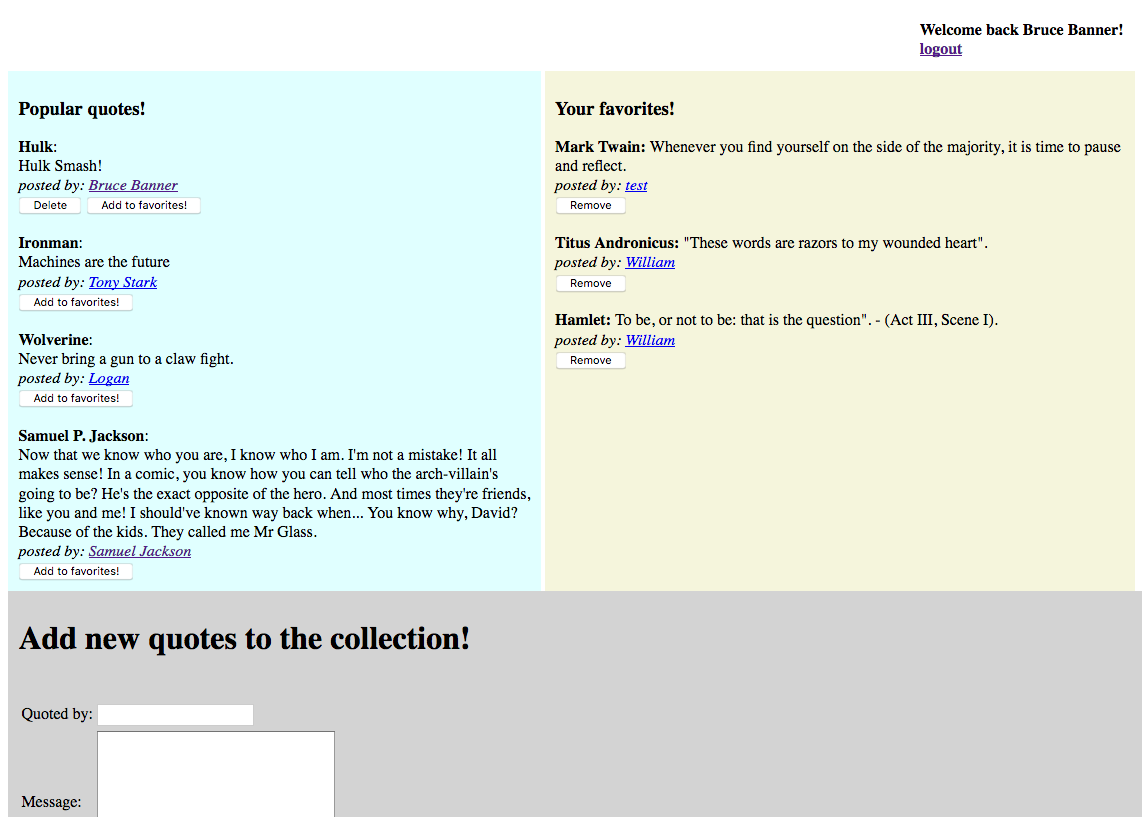 Welcome back Bruce Banner!
logout
Popular quotes!
Hulk:
Hulk Smash!
posted by: Bruce Banner
Delete Add to favorites!
Ironman:
Machines are the future
posted by: Tony Stark
Add to favorites!
Wolverine:
Never bring a gun to a claw fight.
posted by: Logan
Add to favorites!
Samuel P. Jackson:
Now that we know who you are, I know who I am. I'm not a mistake! It all
makes sense! In a comic, you know how you can tell who the arch-villain's
going to be? He's the exact opposite of the hero. And most times they're friends,
like you and me! I should've known way back when... You know why, David?
Because of the kids. They called me Mr Glass.
posted by: Samuel Jackson
Add to favorites!
Your favorites!
Mark Twain: Whenever you find yourself on the side of the majority, it is time to pause
and reflect.
posted by: test
Remove
Titus Andronicus: "These words are razors to my wounded heart".
posted by: William
Remove
Hamlet: To be, or not to be: that is the question". - (Act III, Scene I).
posted by: William
Remove
Add new quotes to the collection!
Quoted by:
Message: